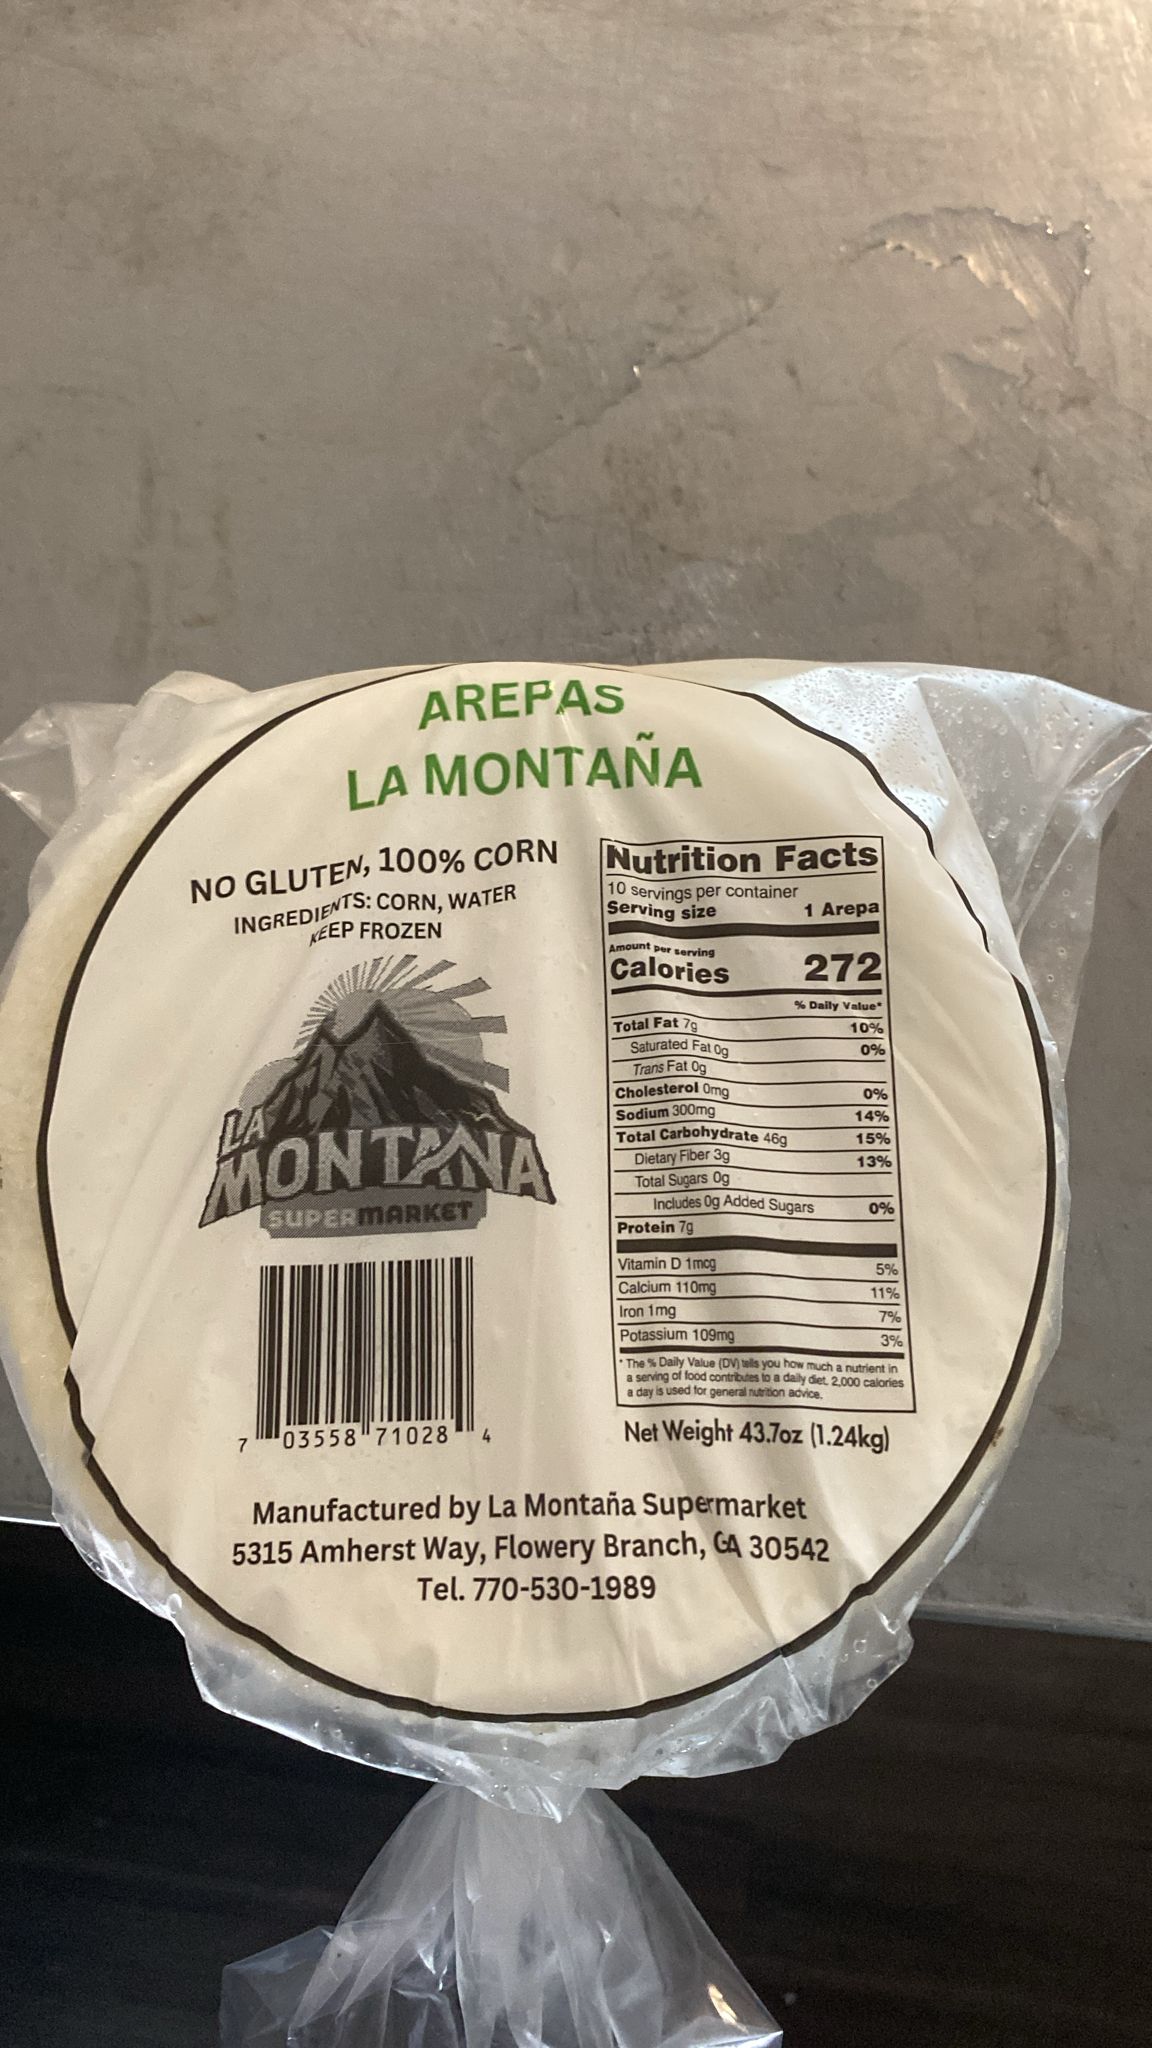 AREPAS
LA MONTAÑA
NO GLUTEN, 100% CORN
INGREDIENTS: CORN, WATER
KEEP FROZEN
LA
MONTAÑA
SUPERMARKET
7 03558 71028 4
Nutrition Facts
10 servings per container
Serving size 1 Arepa
Amount per serving
Calories 272
% Daily Value*
Total Fat 7g 10%
Saturated Fat 0g 0%
Trans Fat 0g
Cholesterol 0mg 0%
Sodium 300mg 14%
Total Carbohydrate 46g 15%
Dietary Fiber 3g 13%
Total Sugars 0g
Includes 0g Added Sugars 0%
Protein 7g
Vitamin D 1mcg 5%
Calcium 110mg 11%
Iron 1mg 7%
Potassium 109mg 3%
* The % Daily Value (DV) tells you how much a nutrient in
a serving of food contributes to a daily diet. 2,000 calories
a day is used for general nutrition advice.
Net Weight 43.7oz (1.24kg)
Manufactured by La Montaña Supermarket
5315 Amherst Way, Flowery Branch, GA 30542
Tel. 770-530-1989